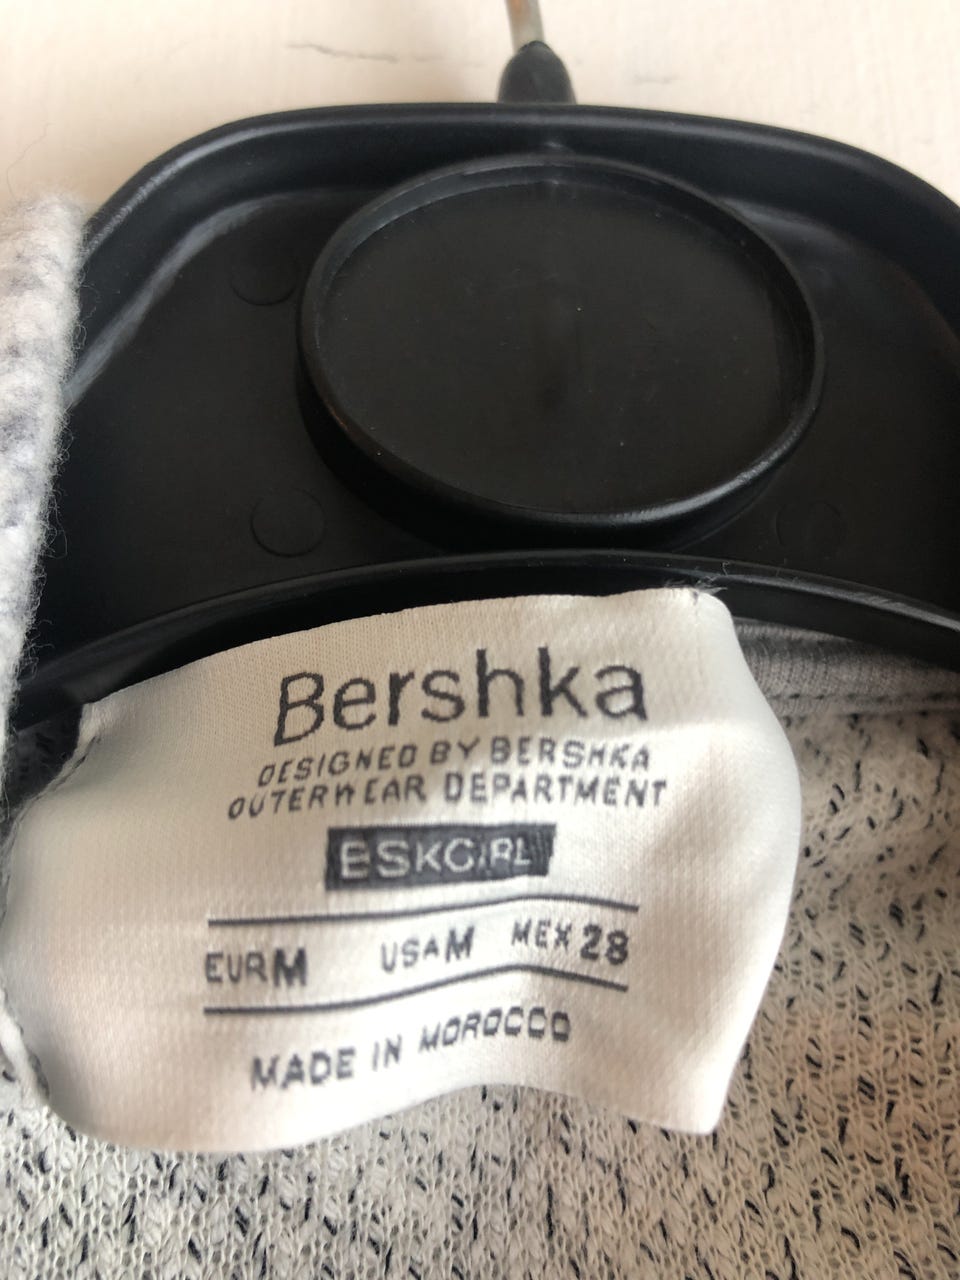 Bershka
DESIGNED BY BERSHKA
OUTERWEAR DEPARTMENT
BSKGIRL
EUR M USA M MEX 28
MADE IN MOROCCO